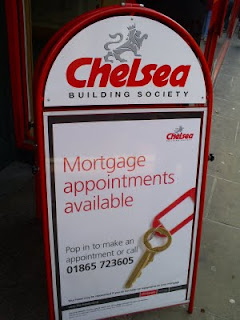 Chelsea
BUILDING SOCIETY
Chelsea
Mortgage
appointments
available
Pop in to make an
appointment or call
01865 723605